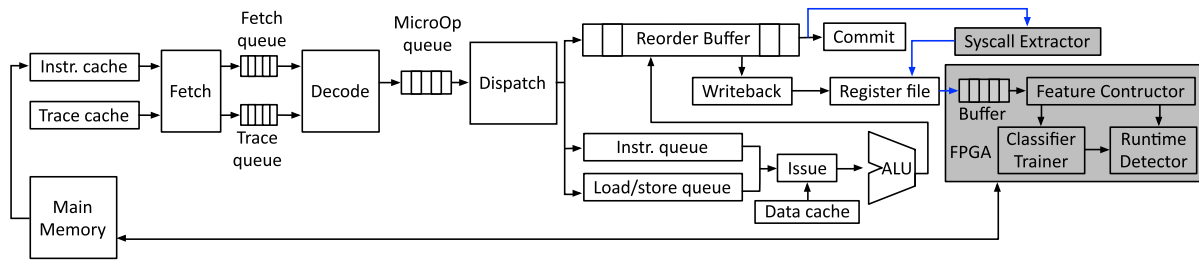 Fetch
queue
MicroOp
queue
Reorder Buffer
Commit
Syscall Extractor
Instr. cache
Fetch
Decode
Dispatch
Writeback
Register file
Buffer
Feature Contructor
Trace cache
Trace
queue
Instr. queue
Issue
ALU
FPGA
Classifier
Trainer
Runtime
Detector
Load/store queue
Data cache
Main
Memory